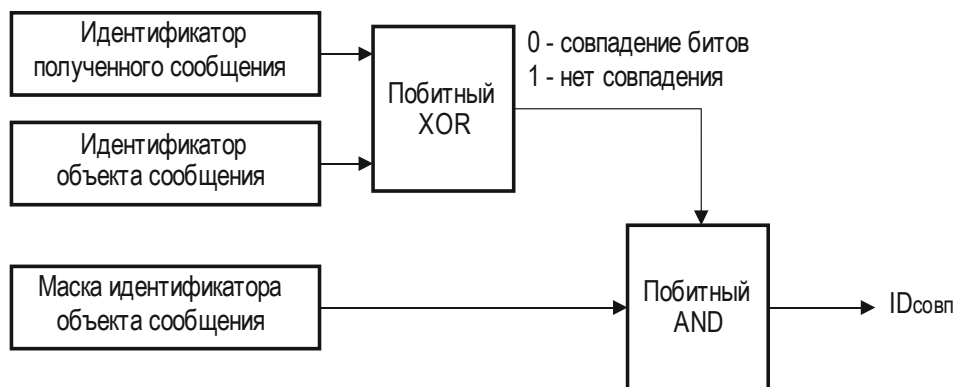 Идентификатор
полученного сообщения
0 - совпадение битов
1 - нет совпадения
Побитный
XOR
Идентификатор
объекта сообщения
Маска идентификатора
объекта сообщения
Побитный
AND
IDсовп